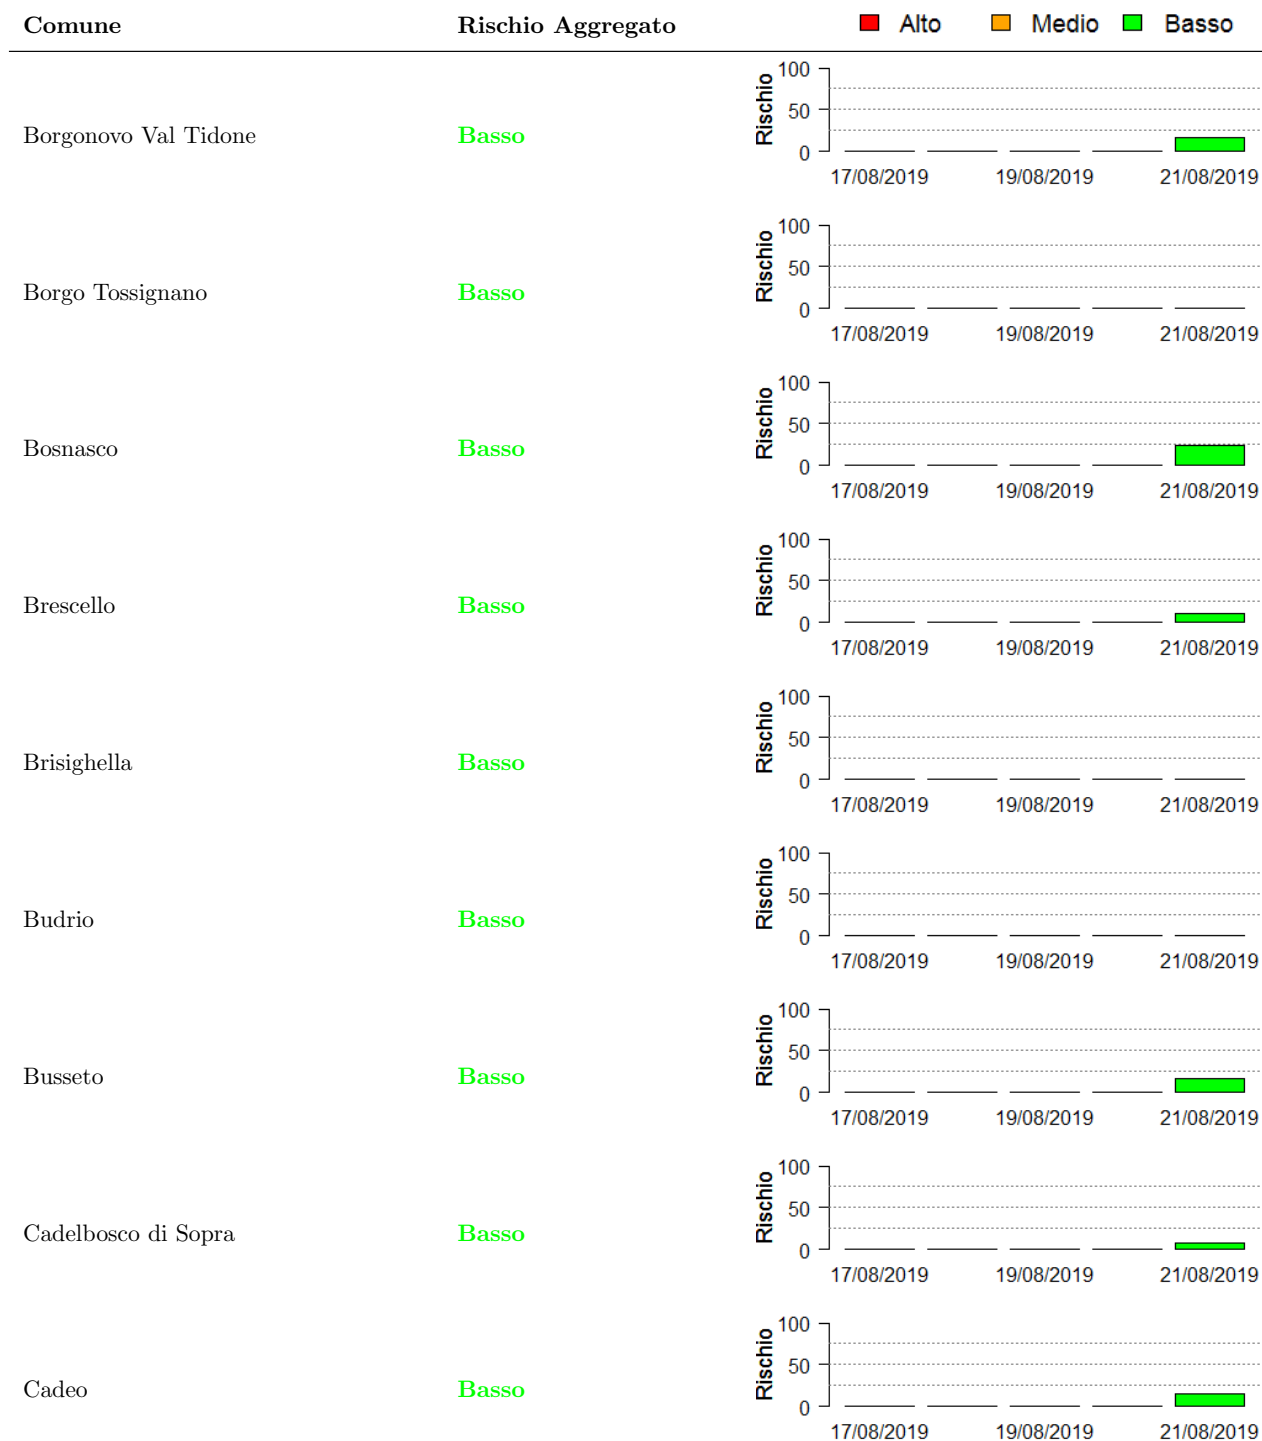 Comune Rischio Aggregato Alto Medio Basso
100
50
0
Rischio
Borgonovo Val Tidone Basso
17/08/2019 19/08/2019 21/08/2019
100
50
0
Rischio
Borgo Tossignano Basso
17/08/2019 19/08/2019 21/08/2019
100
50
0
Rischio
Bosnasco Basso
17/08/2019 19/08/2019 21/08/2019
100
50
0
Rischio
Brescello Basso
17/08/2019 19/08/2019 21/08/2019
100
50
0
Rischio
Brisighella Basso
17/08/2019 19/08/2019 21/08/2019
100
50
0
Rischio
Budrio Basso
17/08/2019 19/08/2019 21/08/2019
100
50
0
Rischio
Busseto Basso
17/08/2019 19/08/2019 21/08/2019
100
50
0
Rischio
Cadelbosco di Sopra Basso
17/08/2019 19/08/2019 21/08/2019
100
50
0
Rischio
Cadeo Basso
17/08/2019 19/08/2019 21/08/2019